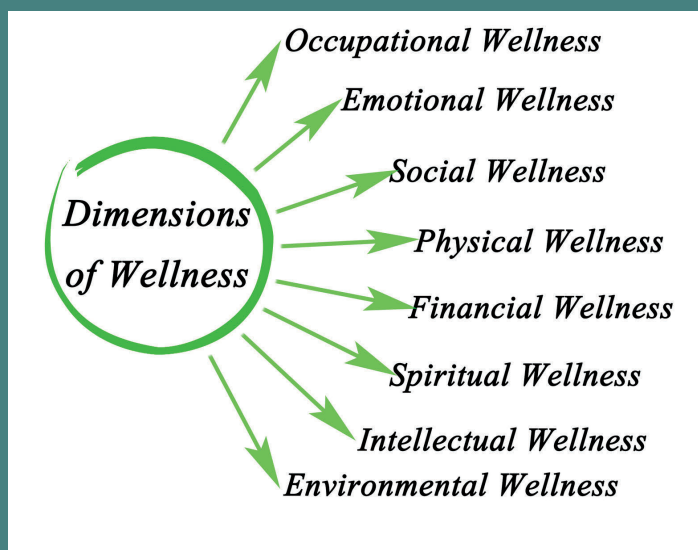 Occupational Wellness
Emotional Wellness
Social Wellness
Dimensions
of Wellness
Physical Wellness
Financial Wellness
Spiritual Wellness
Intellectual Wellness
Environmental Wellness